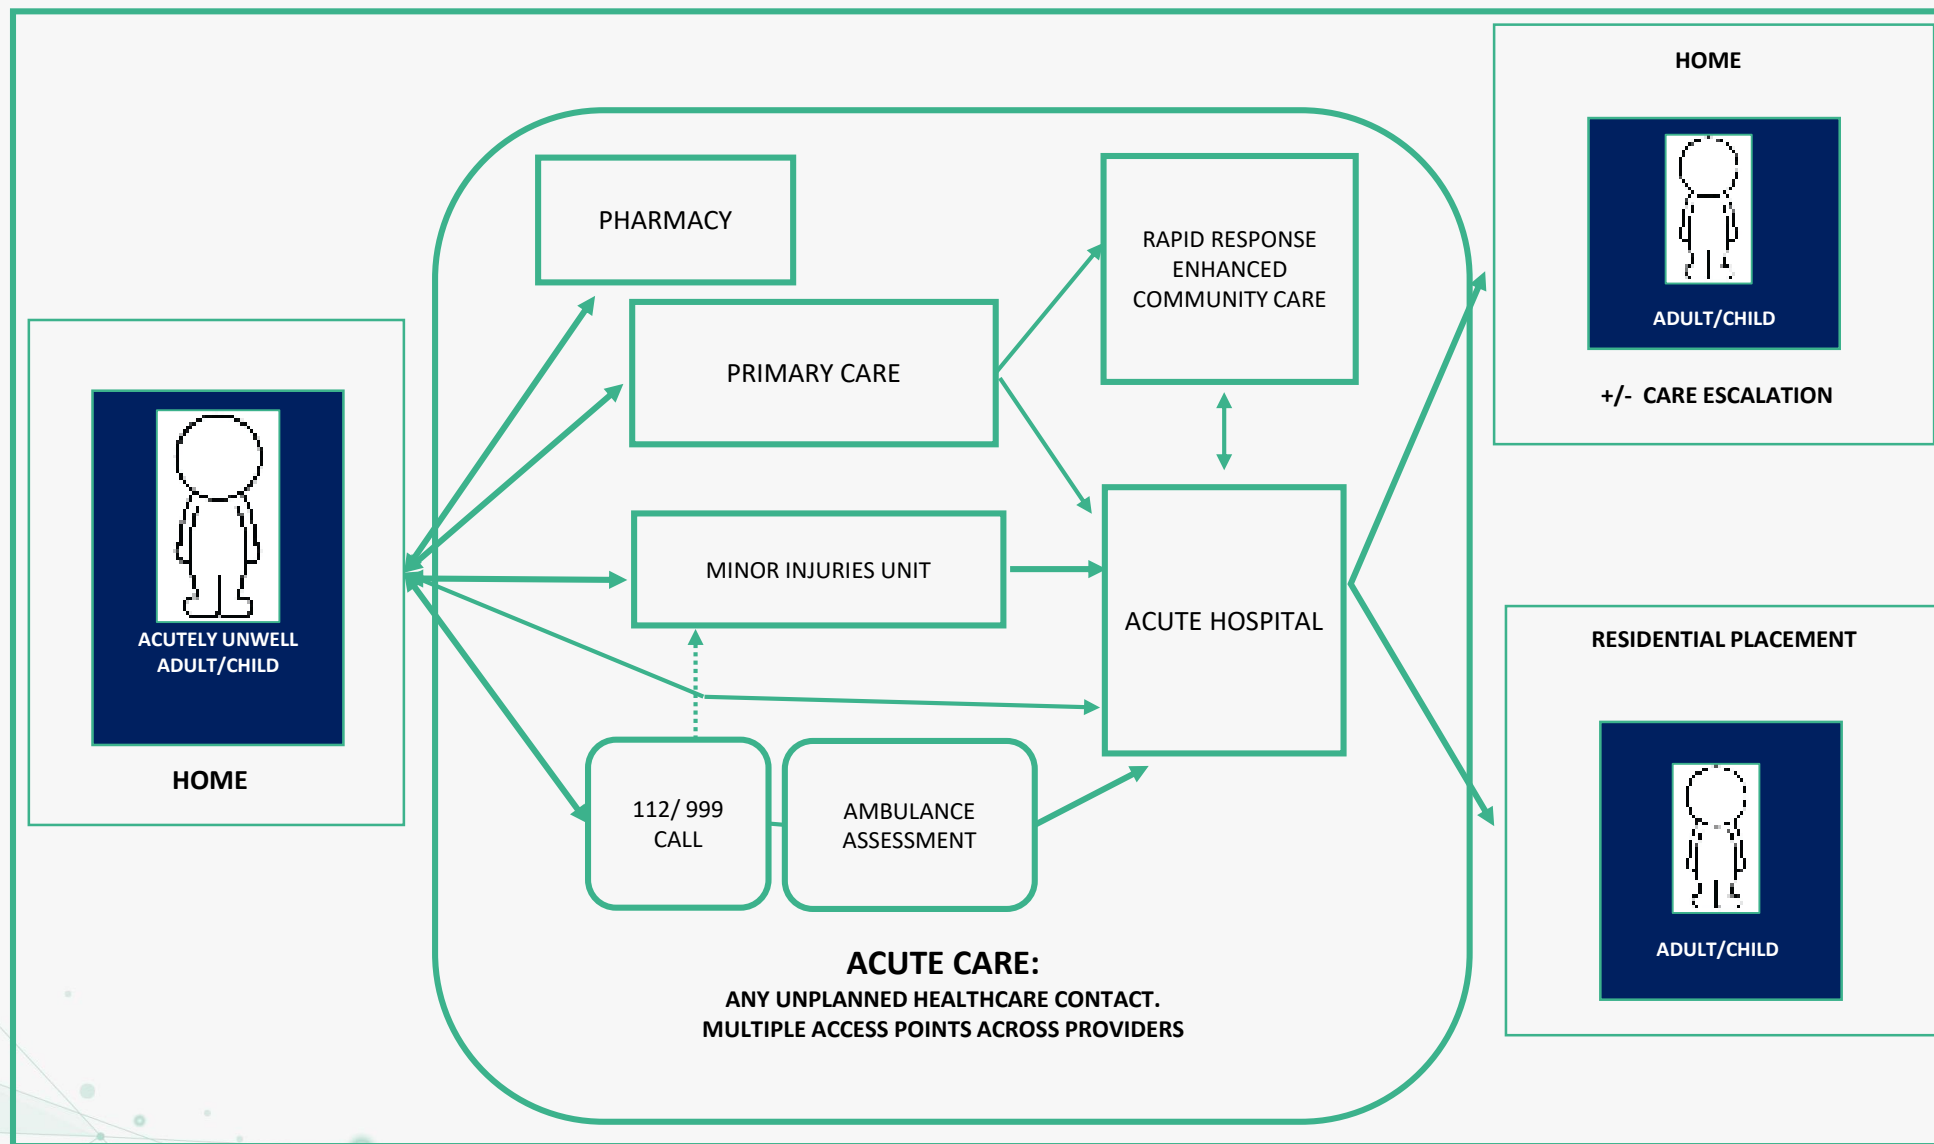 ACUTELY UNWELL
ADULT/CHILD
HOME
PHARMACY
PRIMARY CARE
MINOR INJURIES UNIT
112/ 999
CALL
AMBULANCE
ASSESSMENT
RAPID RESPONSE
ENHANCED
COMMUNITY CARE
ACUTE HOSPITAL
ACUTE CARE:
ANY UNPLANNED HEALTHCARE CONTACT.
MULTIPLE ACCESS POINTS ACROSS PROVIDERS
HOME
ADULT/CHILD
+/- CARE ESCALATION
RESIDENTIAL PLACEMENT
ADULT/CHILD